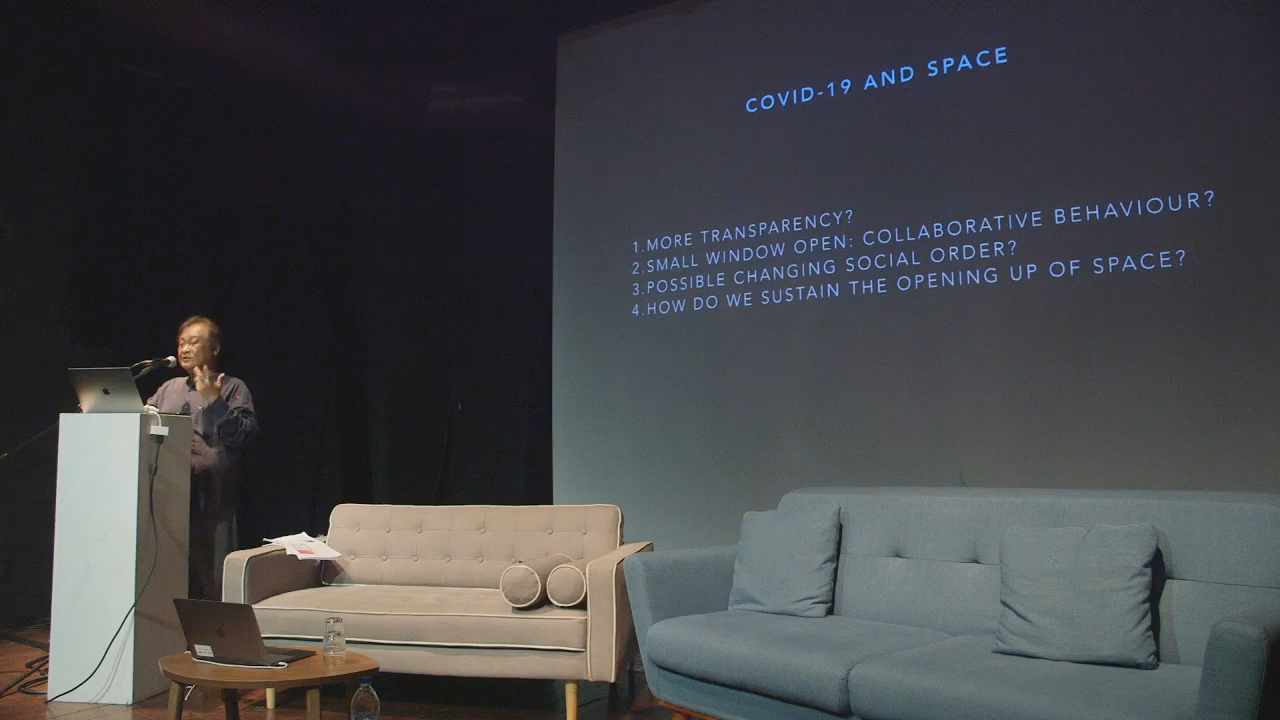 COVID-19 AND SPACE
1.MORE TRANSPARENCY?
2.SMALL WINDOW OPEN: COLLABORATIVE BEHAVIOUR?
3.POSSIBLE CHANGING SOCIAL ORDER?
4.HOW DO WE SUSTAIN THE OPENING UP OF SPACE?